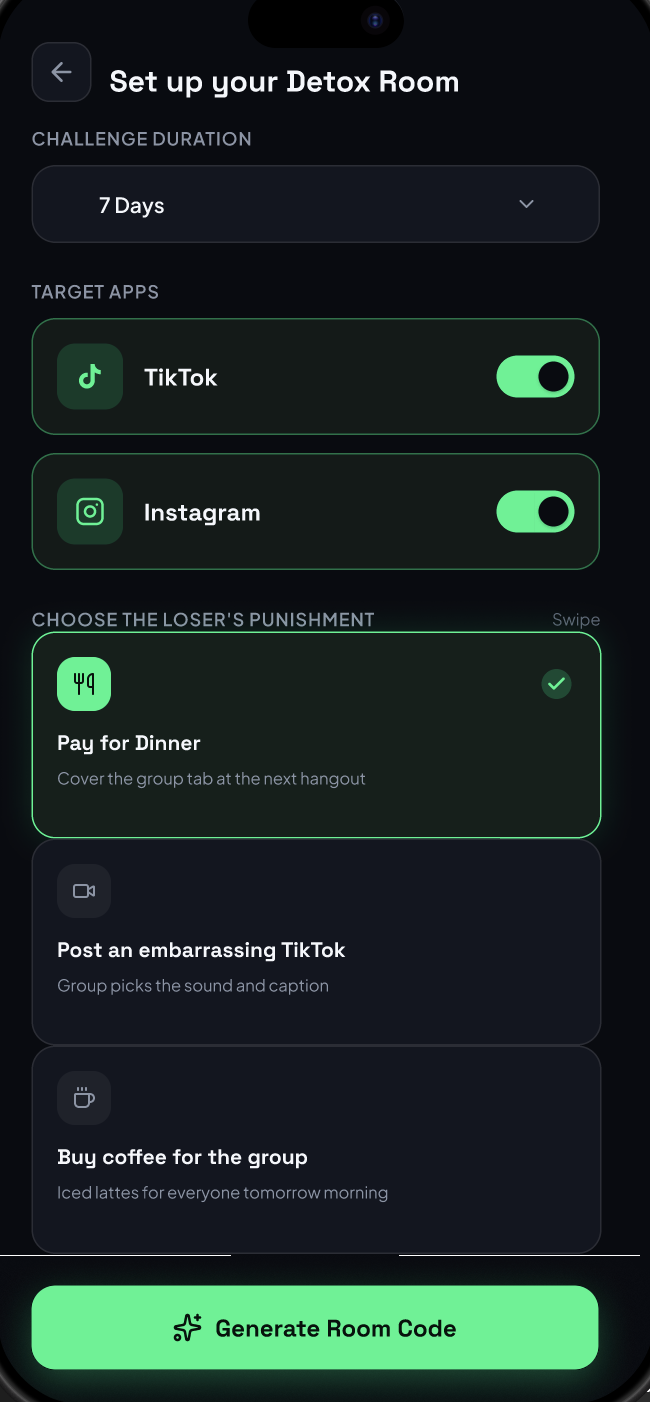 Set up your Detox Room
CHALLENGE DURATION
7 Days
TARGET APPS
TikTok
Instagram
CHOOSE THE LOSER'S PUNISHMENT
Swipe
Pay for Dinner
Cover the group tab at the next hangout
Post an embarrassing TikTok
Group picks the sound and caption
Buy coffee for the group
Iced lattes for everyone tomorrow morning
Generate Room Code